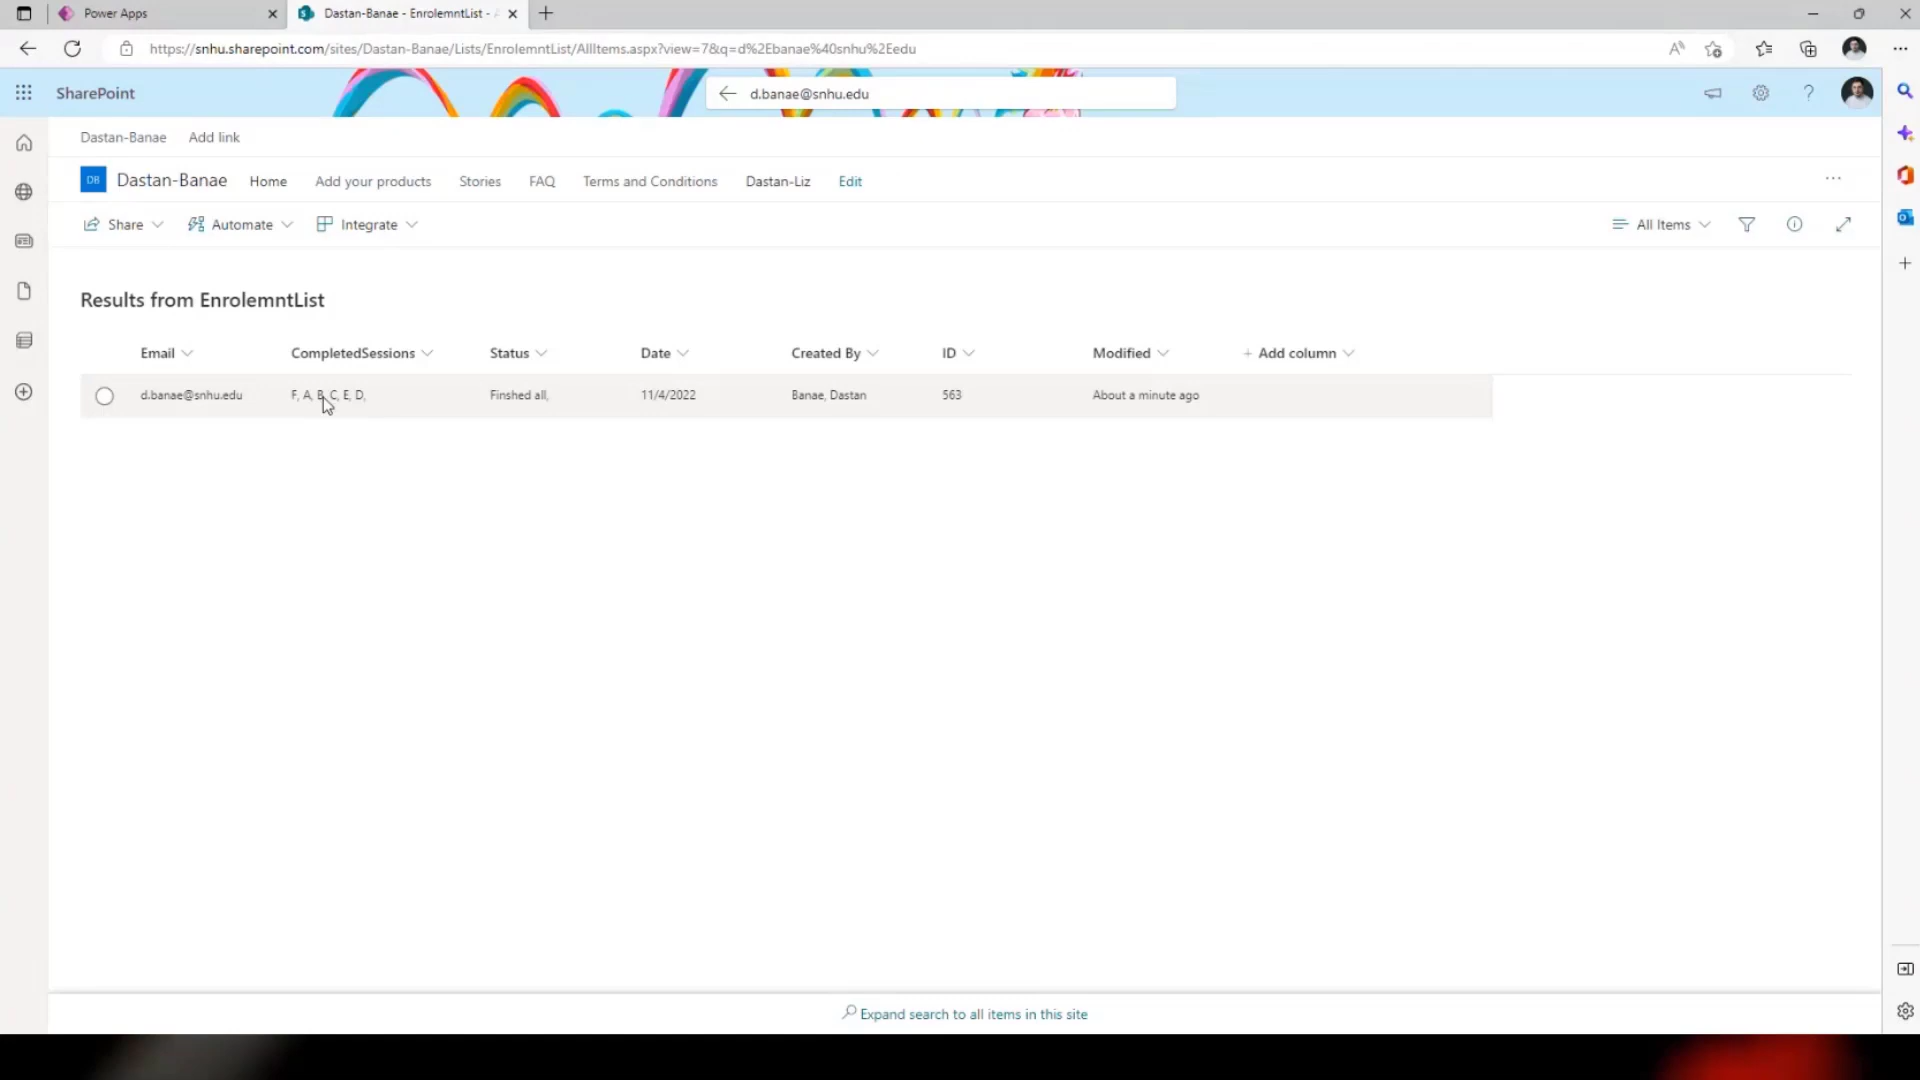 Power Apps
Dastan-Banae - EnrolemntList -
https://snhu.sharepoint.com/sites/Dastan-Banae/Lists/EnrolemntList/AllItems.aspx?view=7&q=d%2Ebanae%40snhu%2Eedu
SharePoint
d.banae@snhu.edu
Dastan-Banae Add link
DB Dastan-Banae Home Add your products Stories FAQ Terms and Conditions Dastan-Liz Edit
Share Automate Integrate All Items
Results from EnrolemntList
Email CompletedSessions Status Date Created By ID Modified + Add column
d.banae@snhu.edu F, A, B, C, E, D, Finshed all, 11/4/2022 Banae, Dastan 563 About a minute ago
Expand search to all items in this site